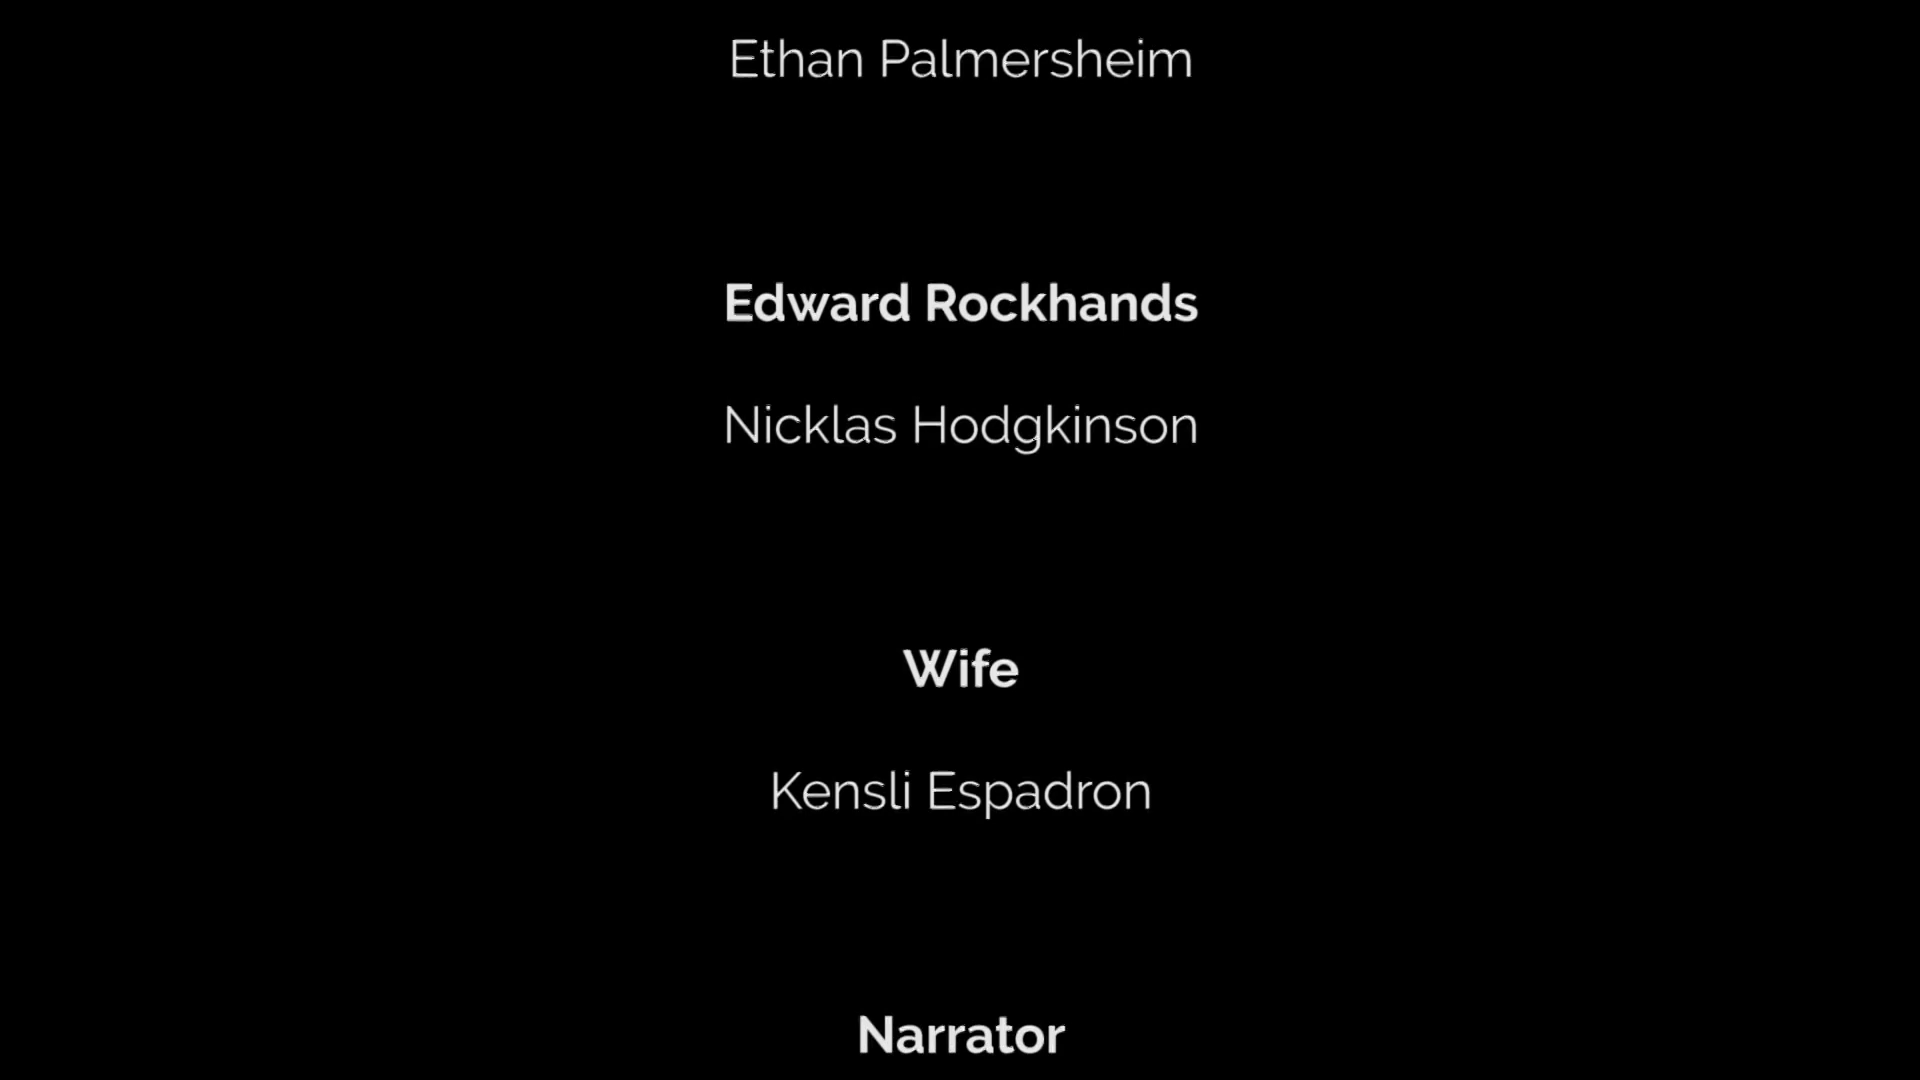 Ethan Palmersheim
Edward Rockhands
Nicklas Hodgkinson
Wife
Kensli Espadron
Narrator